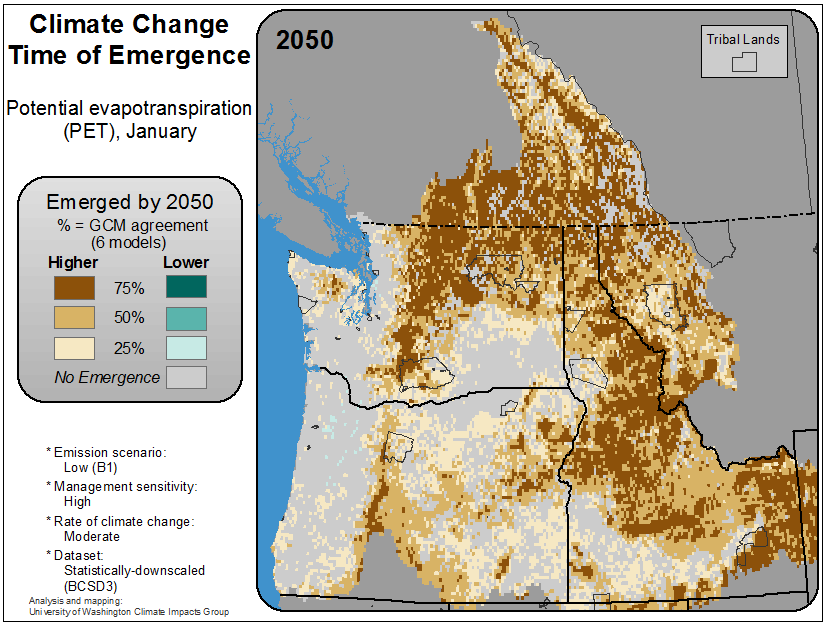 Climate Change
Time of Emergence
Potential evapotranspiration
(PET), January
Emerged by 2050
% = GCM agreement
(6 models)
Higher Lower
75%
50%
25%
No Emergence
* Emission scenario:
Low (B1)
* Management sensitivity:
High
* Rate of climate change:
Moderate
* Dataset:
Statistically-downscaled
(BCSD3)
Analysis and mapping:
University of Washington Climate Impacts Group
2050
Tribal Lands